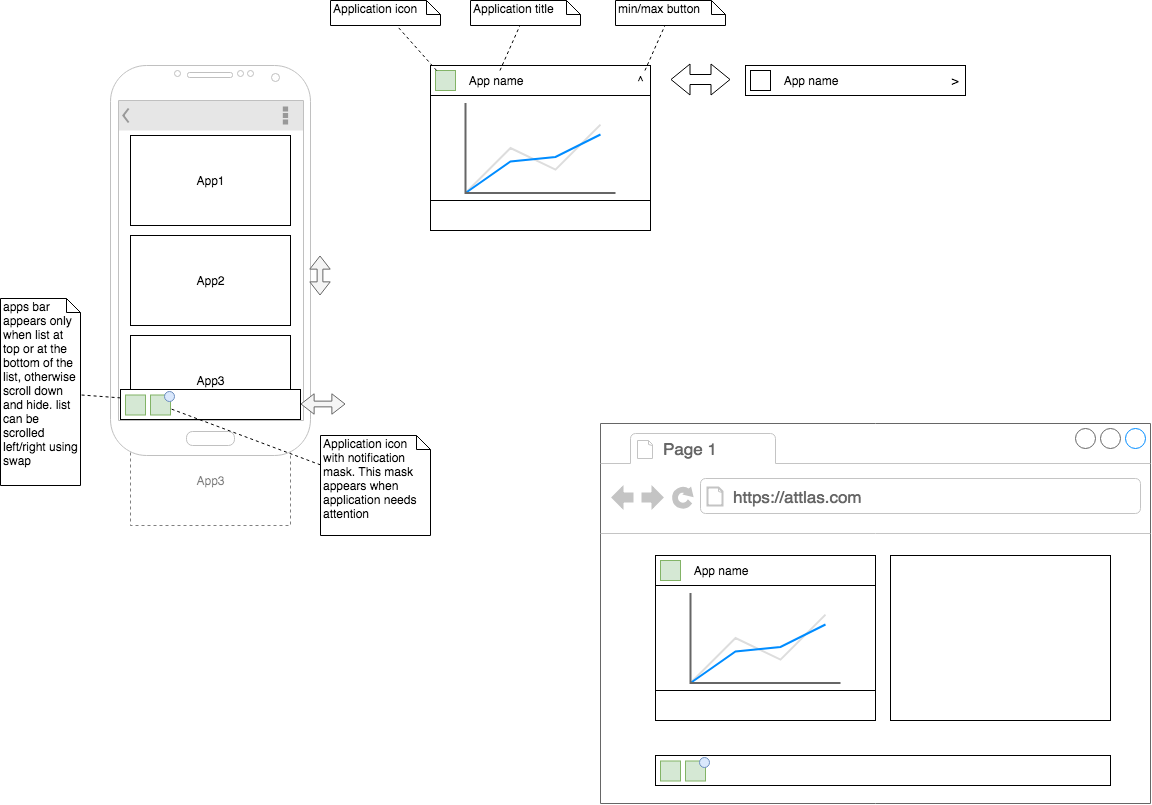 Application icon
Application title
min/max button
App name
^
App name
>
App1
App2
App3
apps bar
appears only
when list at
top or at the
bottom of the
list, otherwise
scroll down
and hide. list
can be
scrolled
left/right using
swap
Application icon
with notification
mask. This mask
appears when
application needs
attention
App3
Page 1
https://attlas.com
App name